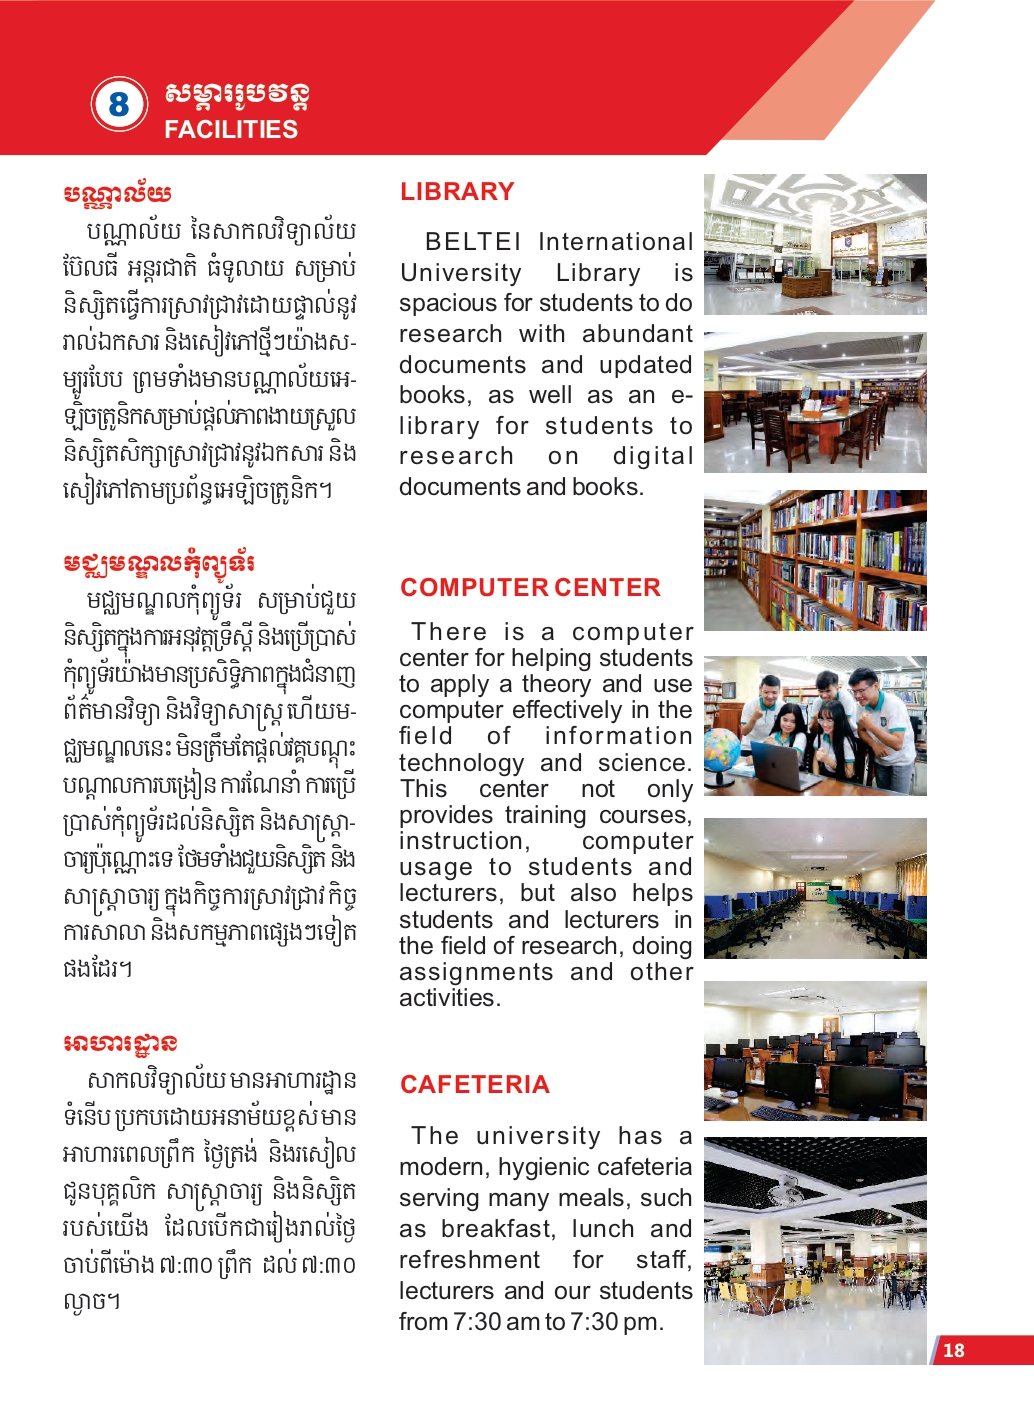 8
សម្ភាររូបវន្ត
FACILITIES
បណ្ណាល័យ
បណ្ណាល័យ នៃសាកលវិទ្យាល័យ
ប៊ែលធី អន្តរជាតិ ធំទូលាយ សម្រាប់
និស្សិតធ្វើការស្រាវជ្រាវដោយផ្ទាល់នូវ
រាល់ឯកសារ និងសៀវភៅថ្មីៗយ៉ាងស-
ម្បូរបែប ព្រមទាំងមានបណ្ណាល័យអេ-
ឡិចត្រូនិកសម្រាប់ផ្តល់ភាពងាយស្រួល
និស្សិតសិក្សាស្រាវជ្រាវនូវឯកសារ និង
សៀវភៅតាមប្រព័ន្ធអេឡិចត្រូនិក។
មជ្ឈមណ្ឌលកុំព្យូទ័រ
មជ្ឈមណ្ឌលកុំព្យូទ័រ សម្រាប់ជួយ
និស្សិតក្នុងការអនុវត្តទ្រឹស្តី និងប្រើប្រាស់
កុំព្យូទ័រយ៉ាងមានប្រសិទ្ធិភាពក្នុងជំនាញ
ព័ត៌មានវិទ្យា និងវិទ្យាសាស្ត្រ ហើយម-
ជ្ឈមណ្ឌលនេះ មិនត្រឹមតែផ្តល់វគ្គបណ្តុះ
បណ្តាលការបង្រៀន ការណែនាំ ការប្រើ
ប្រាស់កុំព្យូទ័រដល់និស្សិត និងសាស្ត្រា-
ចារ្យប៉ុណ្ណោះទេ ថែមទាំងជួយនិស្សិត និង
សាស្ត្រាចារ្យ ក្នុងកិច្ចការស្រាវជ្រាវ កិច្ច
ការសាលា និងសកម្មភាពផ្សេងៗទៀត
ផងដែរ។
អាហារដ្ឋាន
សាកលវិទ្យាល័យ មានអាហារដ្ឋាន
ទំនើប ប្រកបដោយអនាម័យខ្ពស់ មាន
អាហារពេលព្រឹក ថ្ងៃត្រង់ និងរសៀល
ជូនបុគ្គលិក សាស្ត្រាចារ្យ និងនិស្សិត
របស់យើង ដែលបើកជារៀងរាល់ថ្ងៃ
ចាប់ពីម៉ោង ៧:៣០ ព្រឹក ដល់ ៧:៣០
ល្ងាច។
LIBRARY
BELTEI International
University Library is
spacious for students to do
research with abundant
documents and updated
books, as well as an e-
library for students to
research on digital
documents and books.
COMPUTER CENTER
There is a computer
center for helping students
to apply a theory and use
computer effectively in the
field of information
technology and science.
This center not only
provides training courses,
instruction, computer
usage to students and
lecturers, but also helps
students and lecturers in
the field of research, doing
assignments and other
activities.
CAFETERIA
The university has a
modern, hygienic cafeteria
serving many meals, such
as breakfast, lunch and
refreshment for staff,
lecturers and our students
from 7:30 am to 7:30 pm.
18